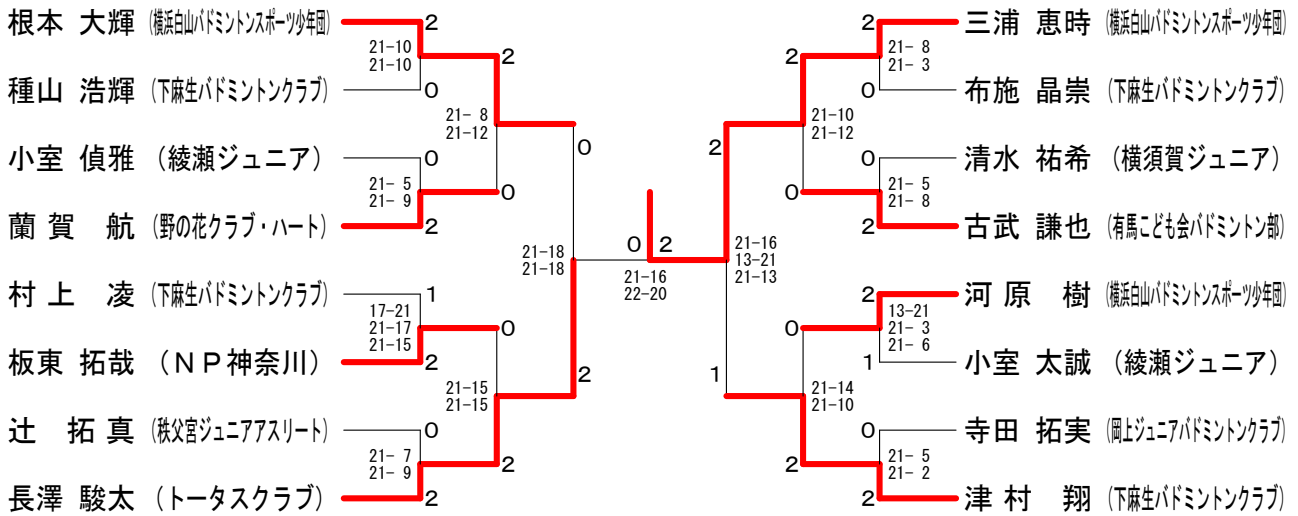 根本 大輝 (横浜白山バドミントンスポーツ少年団) 2
21-10
21-10
2
種山 浩輝 (下麻生バドミントンクラブ) 0
21- 8
21-12
0
小室 偵雅 (綾瀬ジュニア) 0
21- 5
21- 9
0
蘭賀 航 (野の花クラブ・ハート) 2
21-18
21-18
村上 凌 (下麻生バドミントンクラブ) 1
17-21
21-17
21-15
0
板東 拓哉 (NP神奈川) 2
21-15
21-15
2
辻 拓真 (秩父宮ジュニアアスリート) 0
21- 7
21- 9
2
長澤 駿太 (トータスクラブ) 2
0 2
21-16
22-20
2 三浦 恵時 (横浜白山バドミントンスポーツ少年団)
21- 8
21- 3
2
0 布施 晶崇 (下麻生バドミントンクラブ)
21-10
21-12
2
0 清水 祐希 (横須賀ジュニア)
21- 5
21- 8
0
2 古武 謙也 (有馬こども会バドミントン部)
21-16
13-21
21-13
2 河原 樹 (横浜白山バドミントンスポーツ少年団)
13-21
21- 3
21- 6
0
1 小室 太誠 (綾瀬ジュニア)
21-14
21-10
1
0 寺田 拓実 (岡上ジュニアバドミントンクラブ)
21- 5
21- 2
2
2 津村 翔 (下麻生バドミントンクラブ)